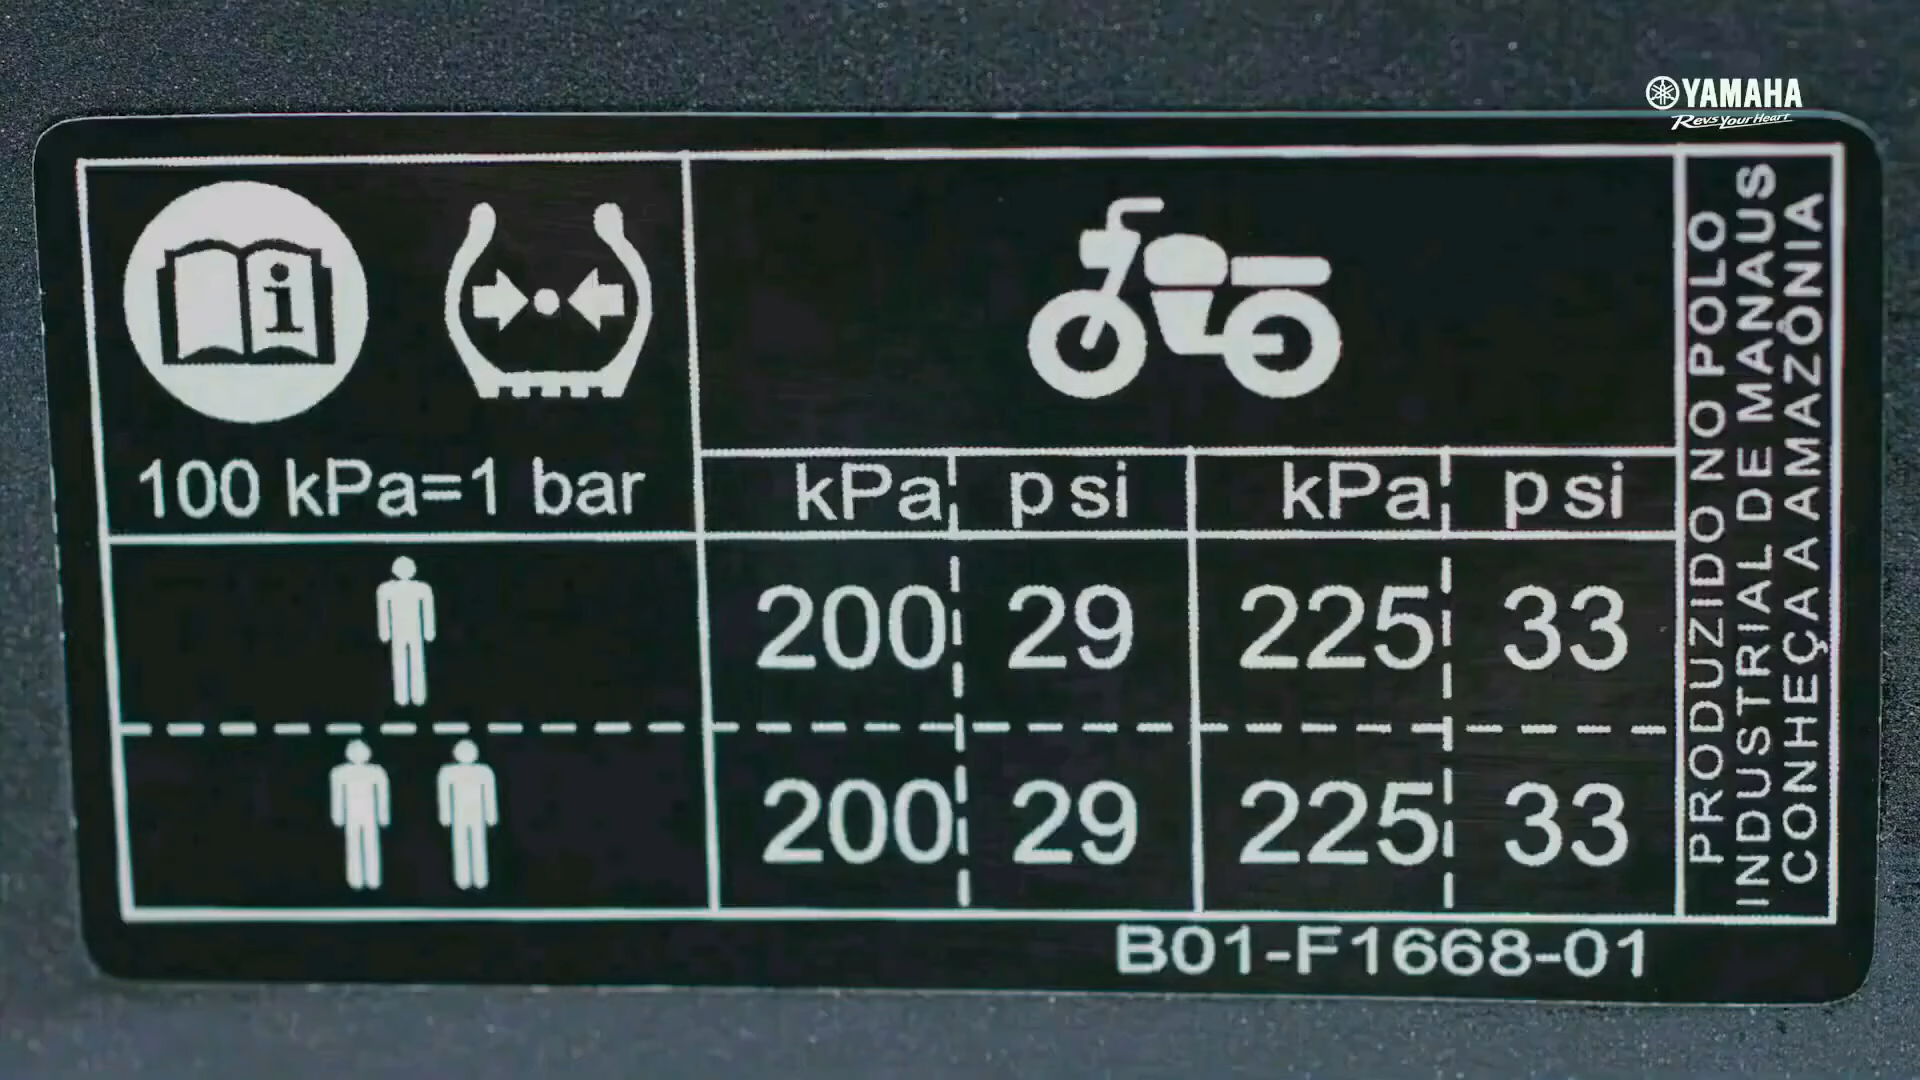 YAMAHA
Revs Your Heart
100 kPa=1 bar
kPa psi kPa psi
200 29 225 33
200 29 225 33
PRODUZIDO NO POLO
INDUSTRIAL DE MANAUS
CONHEÇA A AMAZÔNIA
B01-F1668-01